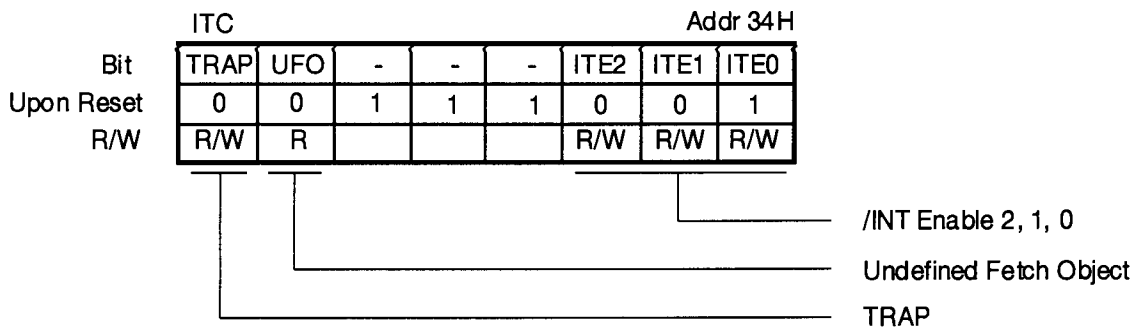 ITC Addr 34H
Bit TRAP UFO - - - ITE2 ITE1 ITE0
Upon Reset 0 0 1 1 1 0 0 1
R/W R/W R R/W R/W R/W
/INT Enable 2, 1, 0
Undefined Fetch Object
TRAP